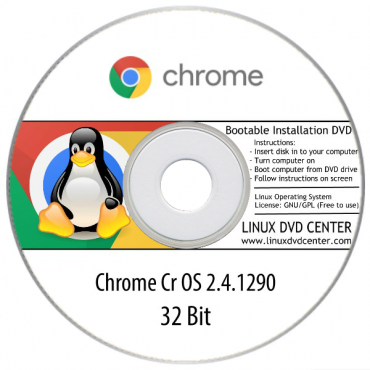 chrome
Bootable Installation DVD
instructions:
- Insert disk in to your computer
- Turn computer on
- Boot computer from DVD drive
- Follow instructions on screen
Linux Operating System
License: GNU/GPL (Free to use)
LINUX DVD CENTER
www.linuxdvdcenter.com
Chrome Cr OS 2.4.1290
32 Bit